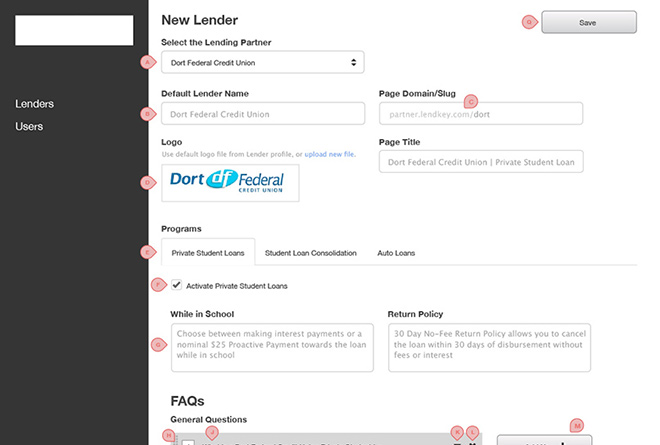 New Lender
G
Save
Select the Lending Partner
A
Dort Federal Credit Union
Lenders
Users
Default Lender Name
Page Domain/Slug
B
Dort Federal Credit Union
C
partner.lendkey.com/dort
Logo
Use default logo file from Lender profile, or upload new file.
Page Title
Dort Federal Credit Union | Private Student Loan
D
Dort df Federal
CREDIT UNION
Programs
E
Private Student Loans
Student Loan Consolidation
Auto Loans
F
Activate Private Student Loans
While in School
Return Policy
G
Choose between making interest payments or a
nominal $25 Proactive Payment towards the loan
while in school
30 Day No-Fee Return Policy allows you to cancel
the loan within 30 days of disbursement without
fees or interest
FAQs
General Questions
M
H
J
K
L